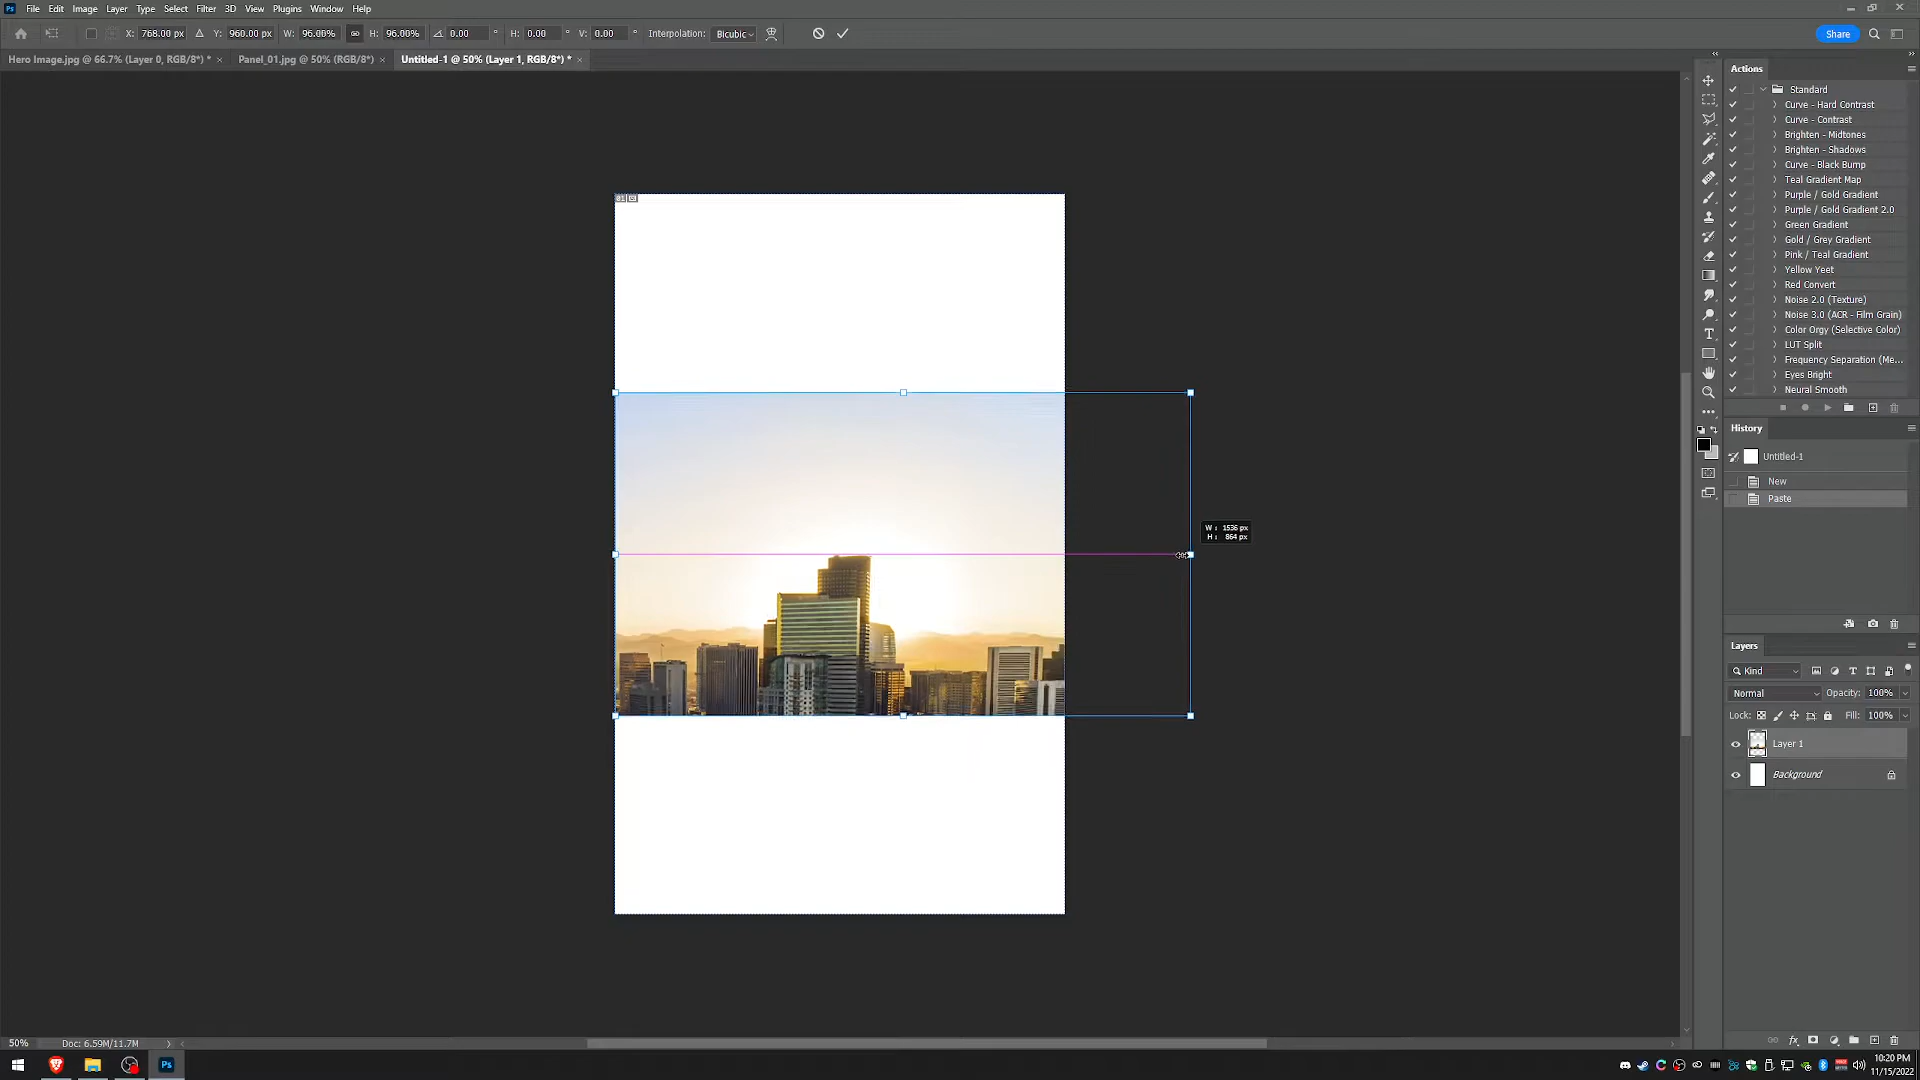 Ps File Edit Image Layer Type Select Filter 3D View Plugins Window Help
X: 768.00 px Δ Y: 960.00 px W: 96.00% H: 96.00% 0.00 ° H: 0.00 ° V: 0.00 ° Interpolation: Bicubic Share
Hero Image.jpg @ 66.7% (Layer 0, RGB/8*) * × Panel_01.jpg @ 50% (RGB/8*) × Untitled-1 @ 50% (Layer 1, RGB/8*) * ×
Actions
Standard
Curve - Hard Contrast
Curve - Contrast
Brighten - Midtones
Brighten - Shadows
Curve - Black Bump
Teal Gradient Map
Purple / Gold Gradient
Purple / Gold Gradient 2.0
Green Gradient
Gold / Grey Gradient
Pink / Teal Gradient
Yellow Yeet
Red Convert
Noise 2.0 (Texture)
Noise 3.0 (ACR - Film Grain)
Color Orgy (Selective Color)
LUT Split
Frequency Separation (Me...
Eyes Bright
Neural Smooth
History
Untitled-1
New
Paste
W : 1536 px
H : 864 px
Layers
Kind
Normal Opacity: 100%
Lock: Fill: 100%
Layer 1
Background
50% Doc: 6.59M/11.7M
Ps
10:20 PM
11/15/2022